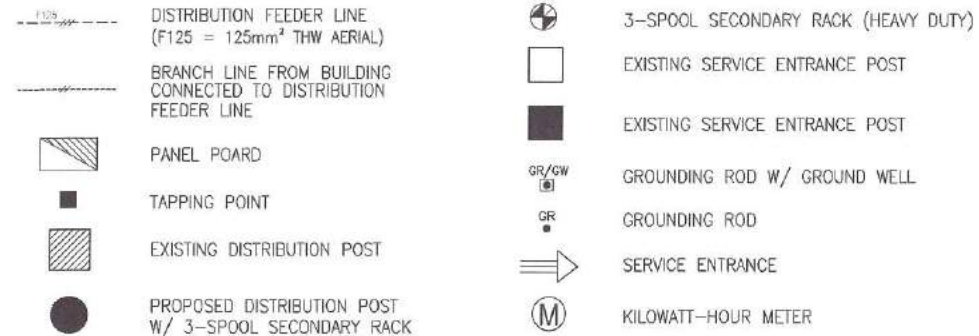 F125
DISTRIBUTION FEEDER LINE
(F125 = 125mm² THW AERIAL)
BRANCH LINE FROM BUILDING
CONNECTED TO DISTRIBUTION
FEEDER LINE
PANEL POARD
TAPPING POINT
EXISTING DISTRIBUTION POST
PROPOSED DISTRIBUTION POST
W/ 3-SPOOL SECONDARY RACK
3-SPOOL SECONDARY RACK (HEAVY DUTY)
EXISTING SERVICE ENTRANCE POST
EXISTING SERVICE ENTRANCE POST
GR/GW
GROUNDING ROD W/ GROUND WELL
GR
GROUNDING ROD
SERVICE ENTRANCE
M
KILOWATT-HOUR METER